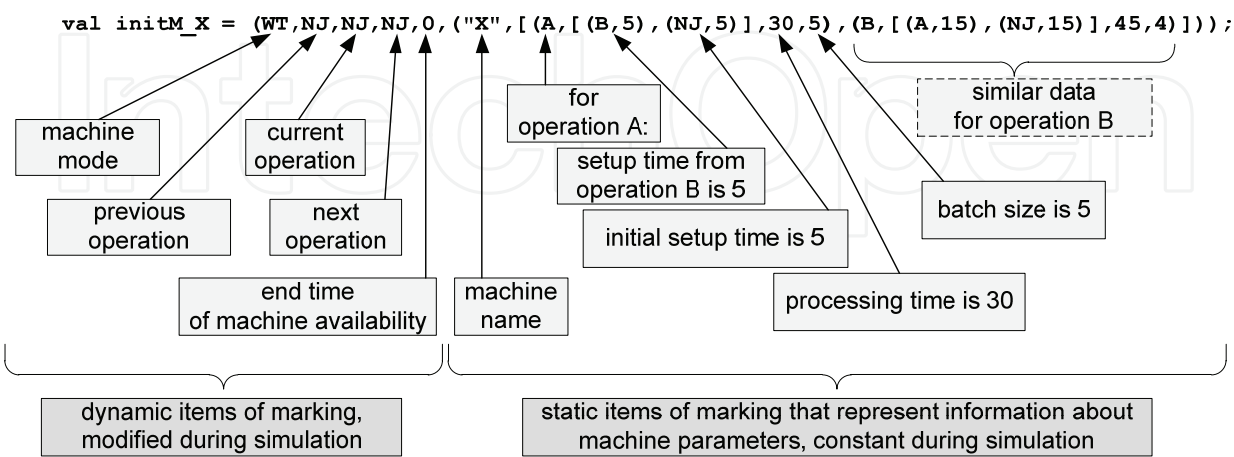 val initM_X = (WT,NJ,NJ,NJ,0,("X",[(A,[(B,5),(NJ,5)],30,5),(B,[(A,15),(NJ,15)],45,4)]));
machine
mode
current
operation
for
operation A:
similar data
for operation B
setup time from
operation B is 5
previous
operation
next
operation
initial setup time is 5
batch size is 5
end time
of machine availability
machine
name
processing time is 30
dynamic items of marking,
modified during simulation
static items of marking that represent information about
machine parameters, constant during simulation
IntechOpen